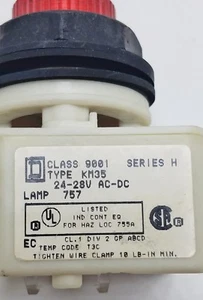 CLASS 9001 SERIES H
TYPE KM35
24-28V AC-DC
LAMP 757
UL LISTED
IND CONT EQ
FOR HAZ LOC 755A
EC CL.1 DIV 2 GP ABCD
TEMP CODE T3C
TIGHTEN WIRE CLAMP 10 LB-IN MIN.